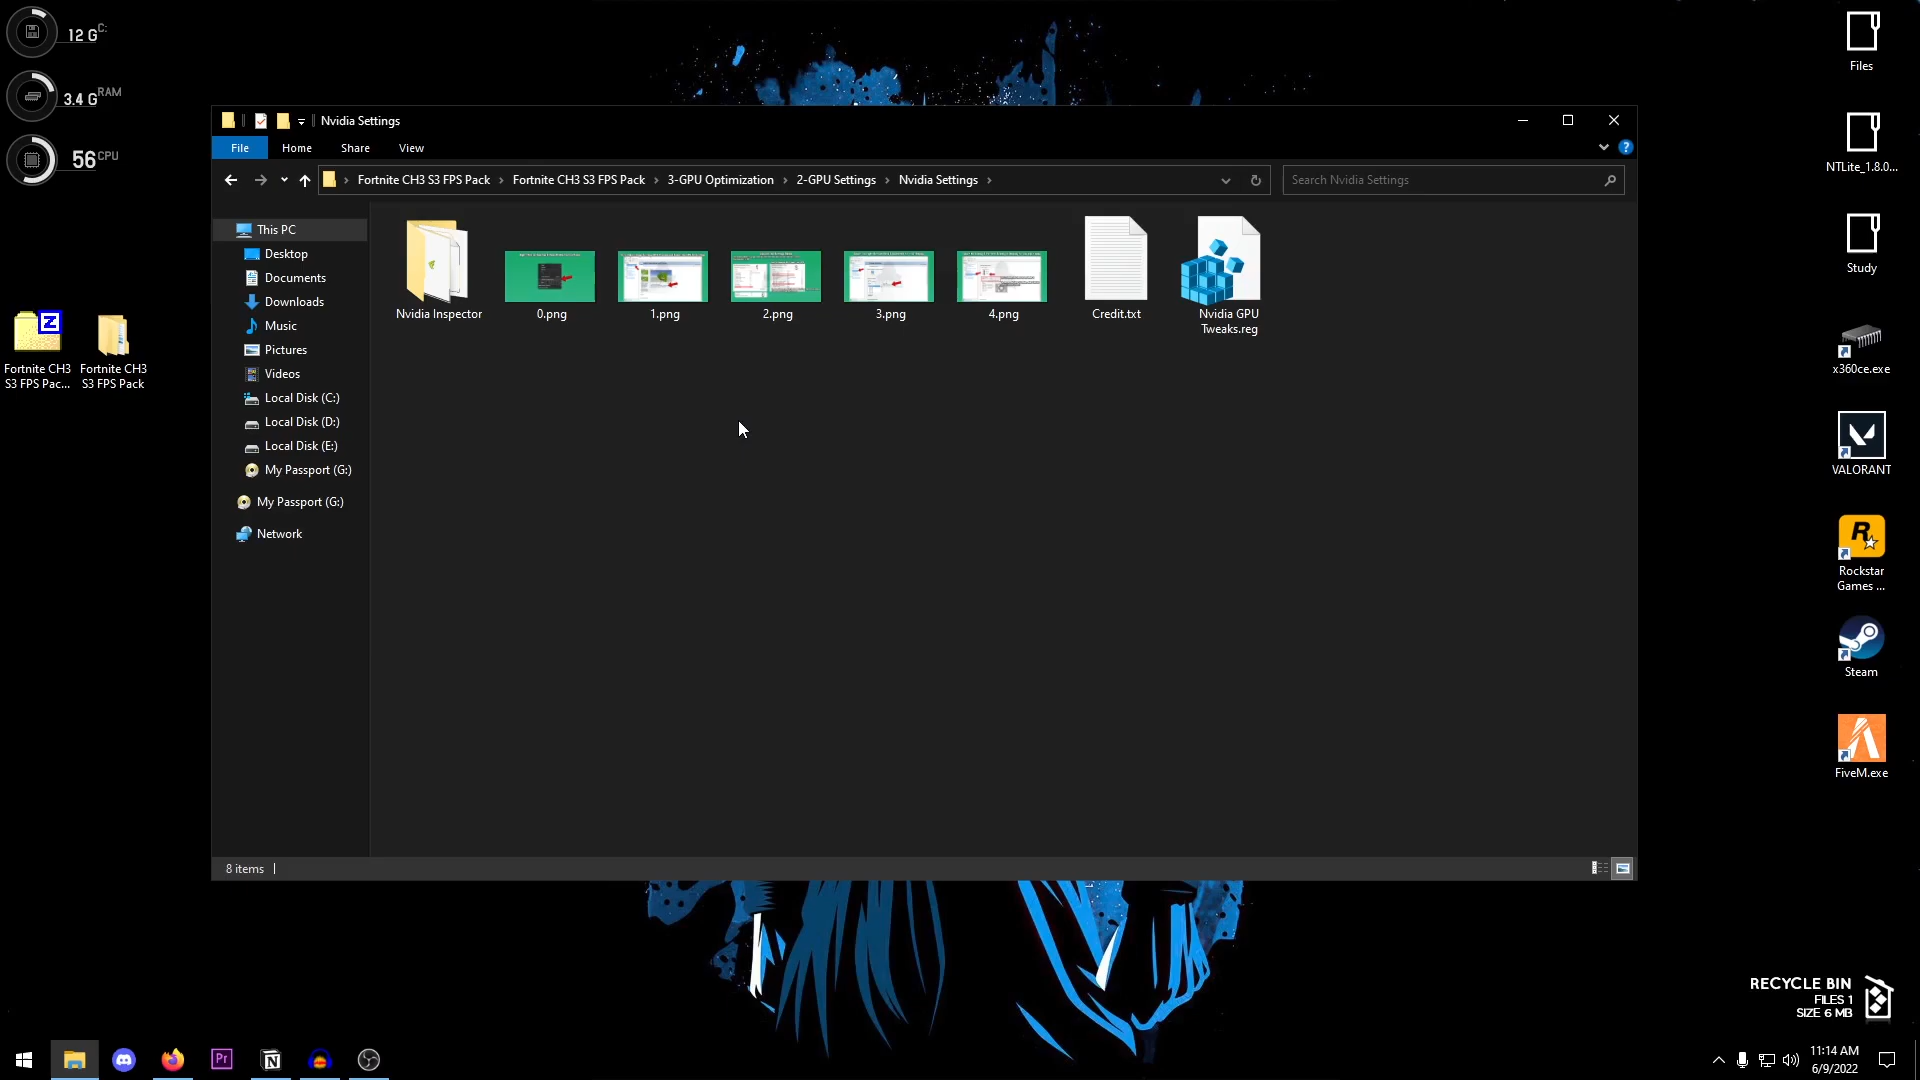 12 G C:
3.4 G RAM
56 CPU
Fortnite CH3
S3 FPS Pac...
Fortnite CH3
S3 FPS Pack
Nvidia Settings
File Home Share View
Fortnite CH3 S3 FPS Pack › Fortnite CH3 S3 FPS Pack › 3-GPU Optimization › 2-GPU Settings › Nvidia Settings ›
Search Nvidia Settings
This PC
Desktop
Documents
Downloads
Music
Pictures
Videos
Local Disk (C:)
Local Disk (D:)
Local Disk (E:)
My Passport (G:)
My Passport (G:)
Network
Nvidia Inspector
0.png
1.png
2.png
3.png
4.png
Credit.txt
Nvidia GPU
Tweaks.reg
8 items
Files
NTLite_1.8.0...
Study
x360ce.exe
VALORANT
Rockstar
Games ...
Steam
FiveM.exe
RECYCLE BIN
FILES 1
SIZE 6 MB
11:14 AM
6/9/2022